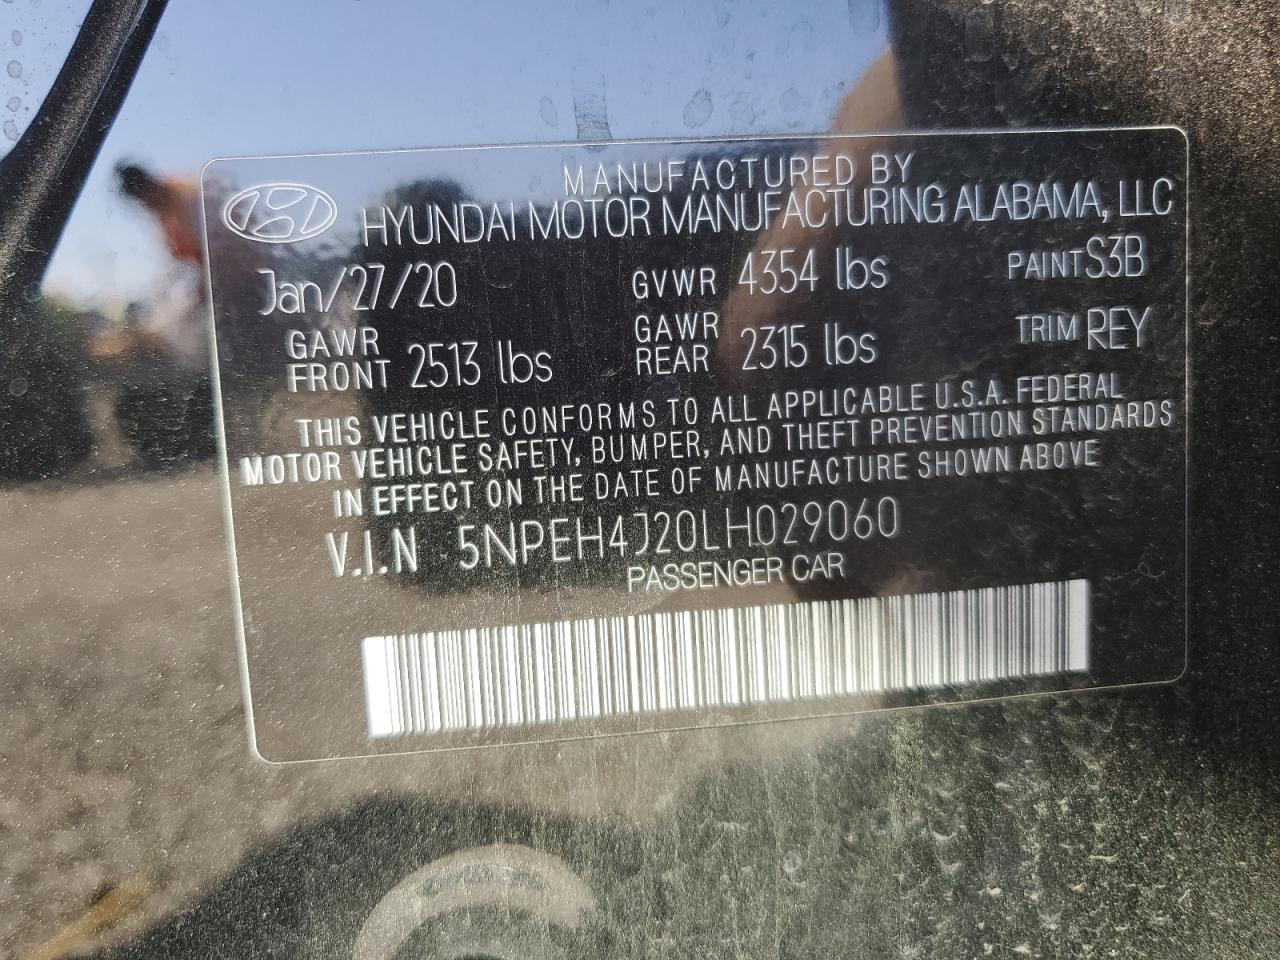 MANUFACTURED BY
HYUNDAI MOTOR MANUFACTURING ALABAMA, LLC
Jan/27/20 GVWR 4354 lbs PAINT S3B
GAWR FRONT 2513 lbs GAWR REAR 2315 lbs TRIM REY
THIS VEHICLE CONFORMS TO ALL APPLICABLE U.S.A. FEDERAL
MOTOR VEHICLE SAFETY, BUMPER, AND THEFT PREVENTION STANDARDS
IN EFFECT ON THE DATE OF MANUFACTURE SHOWN ABOVE
V.I.N 5NPEH4J20LH029060
PASSENGER CAR